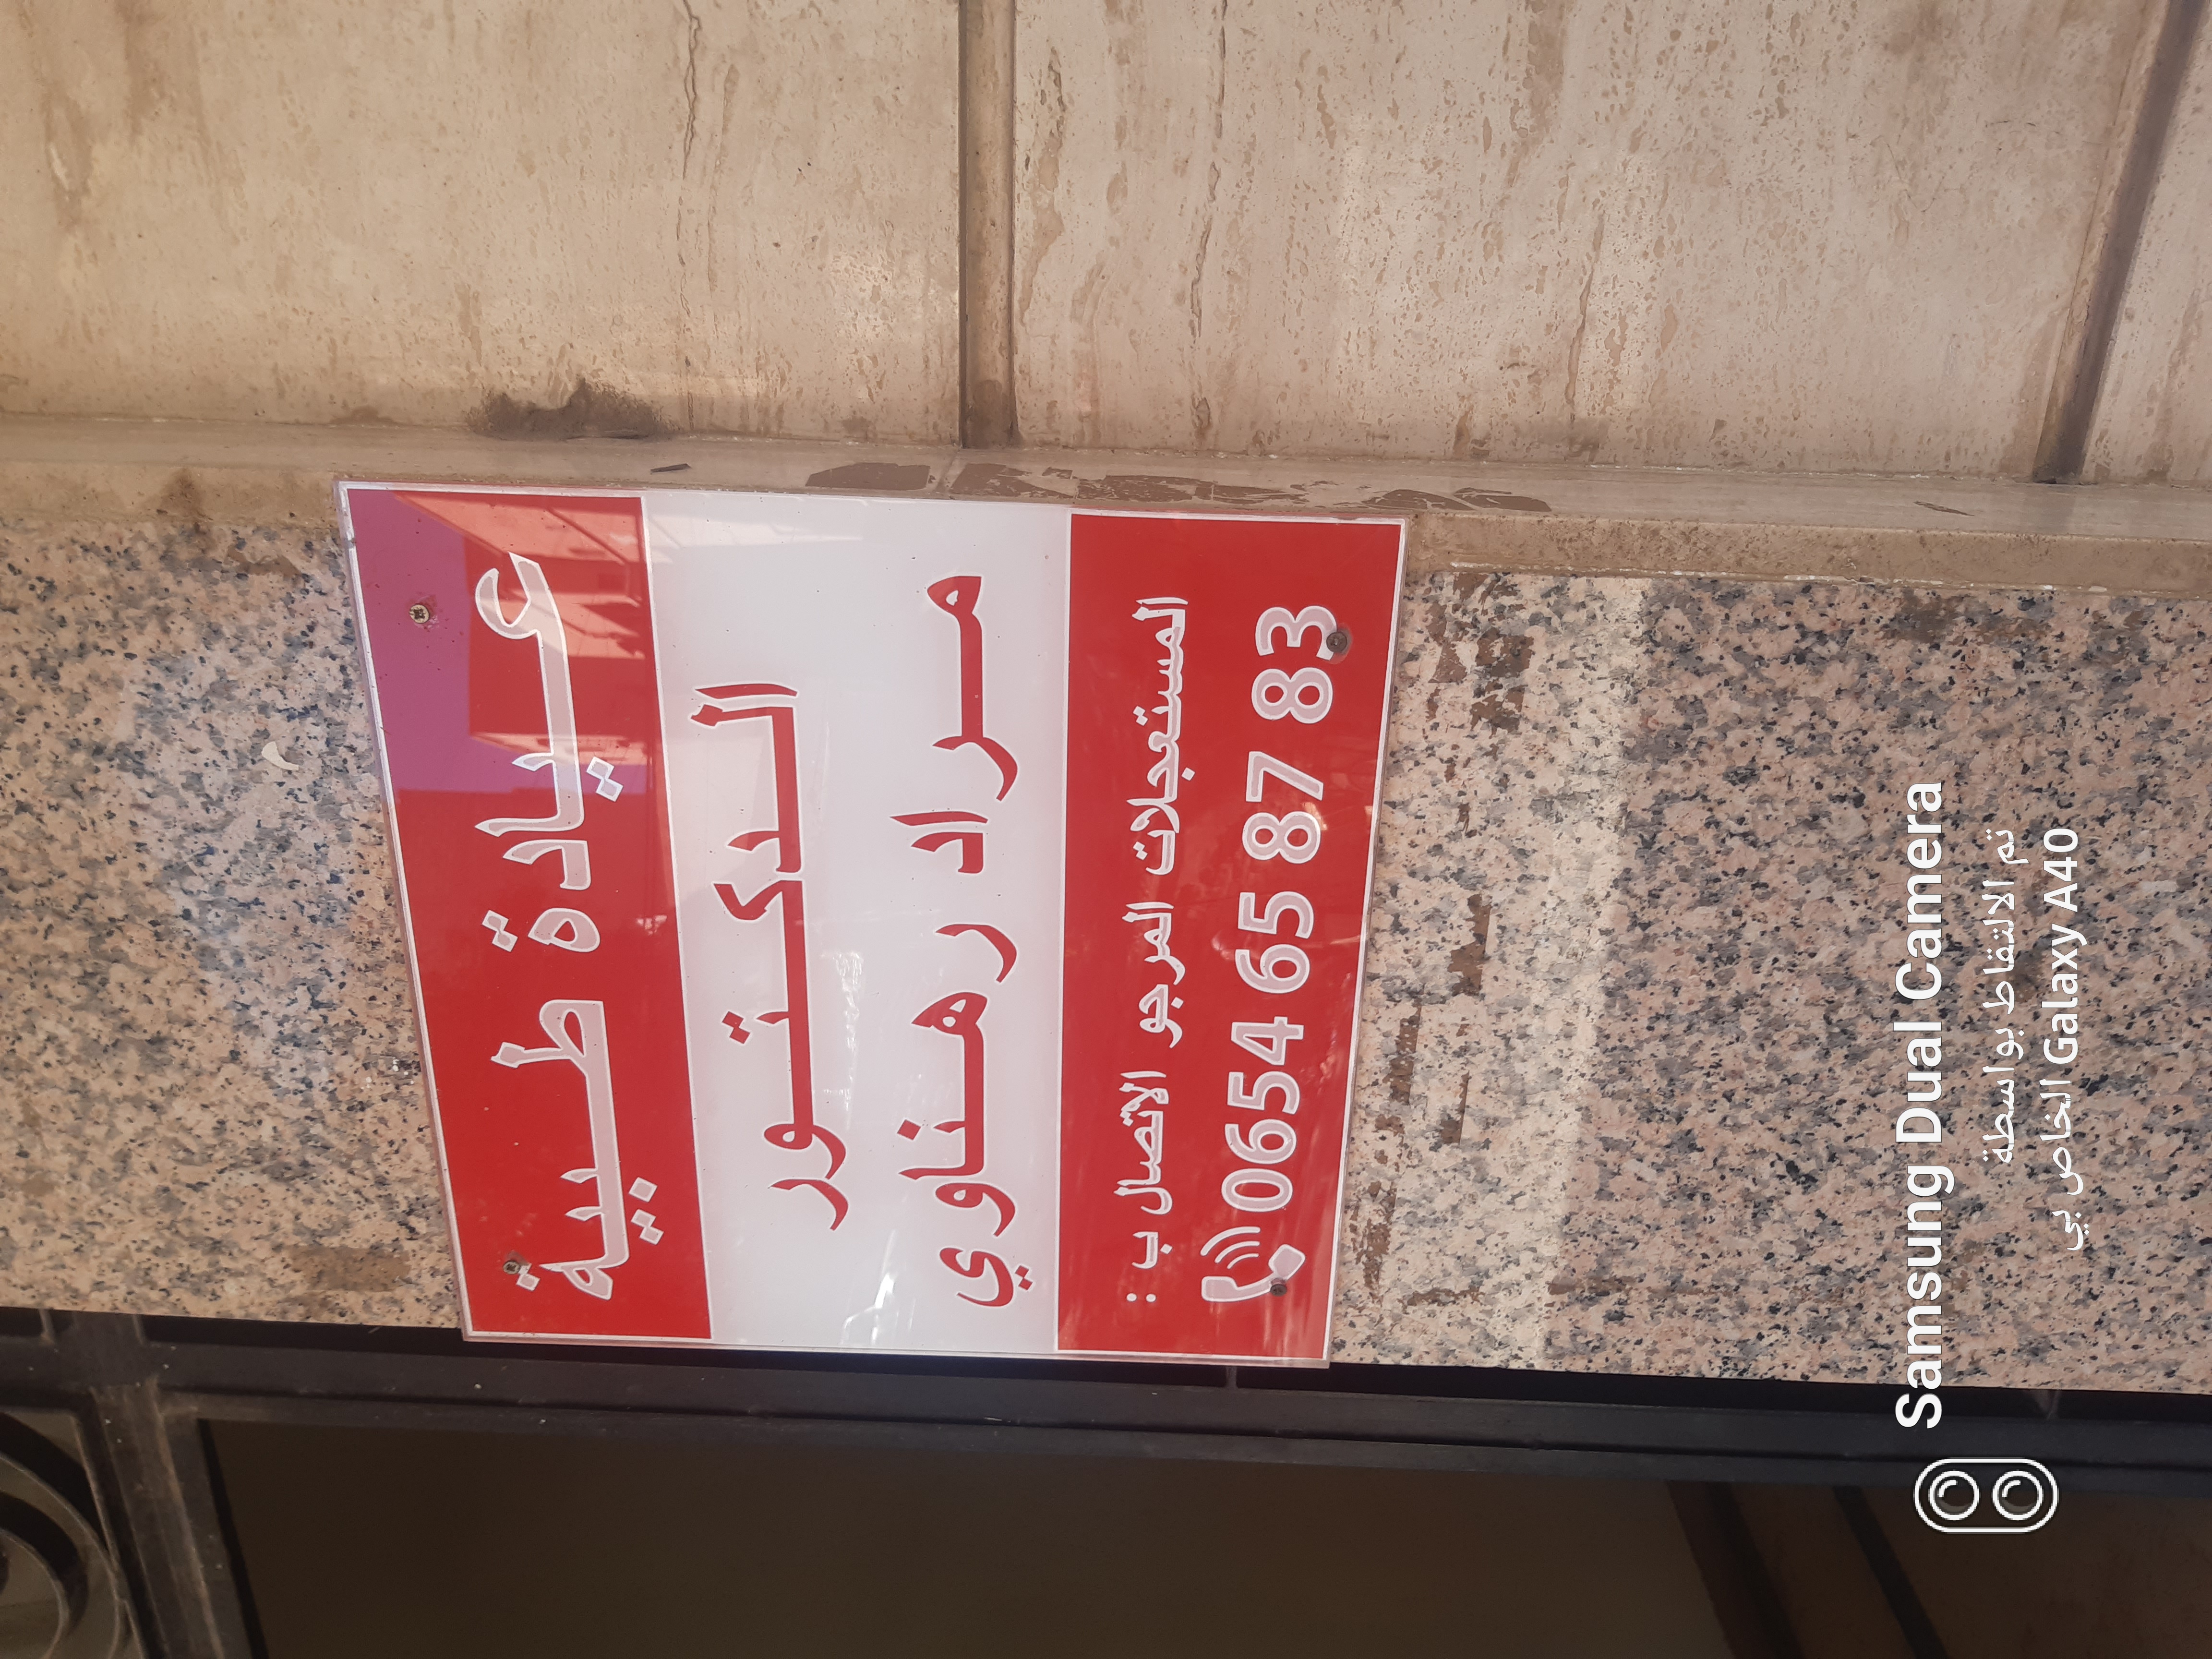 عيادة طبية
الدكتور
مراد رهناوي
المستعجلات المرجو الاتصال ب :
0654 65 87 83
Samsung Dual Camera
تم الالتقاط بواسطة
Galaxy A40 الخاص بي